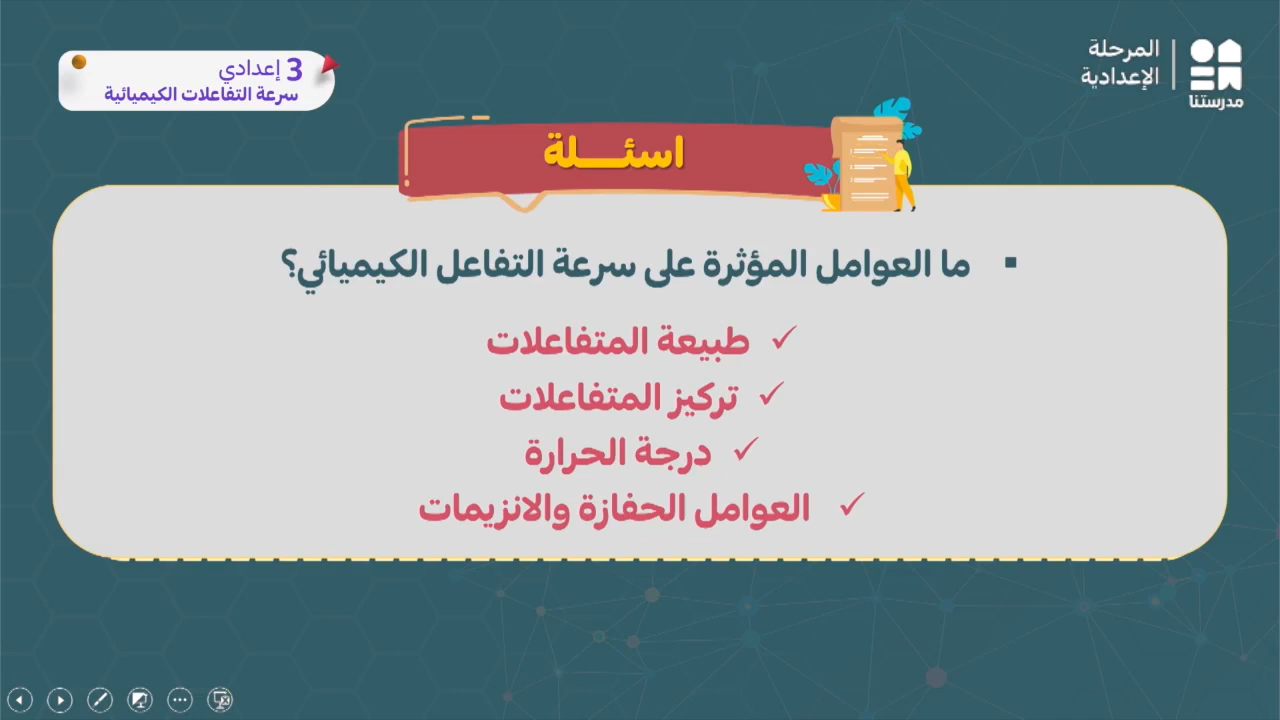 المرحلة
الإعدادية
مدرستنا
3 إعدادي
سرعة التفاعلات الكيميائية
اسئـــلة
▪ ما العوامل المؤثرة على سرعة التفاعل الكيميائي؟
✓ طبيعة المتفاعلات
✓ تركيز المتفاعلات
✓ درجة الحرارة
✓ العوامل الحفازة والانزيمات